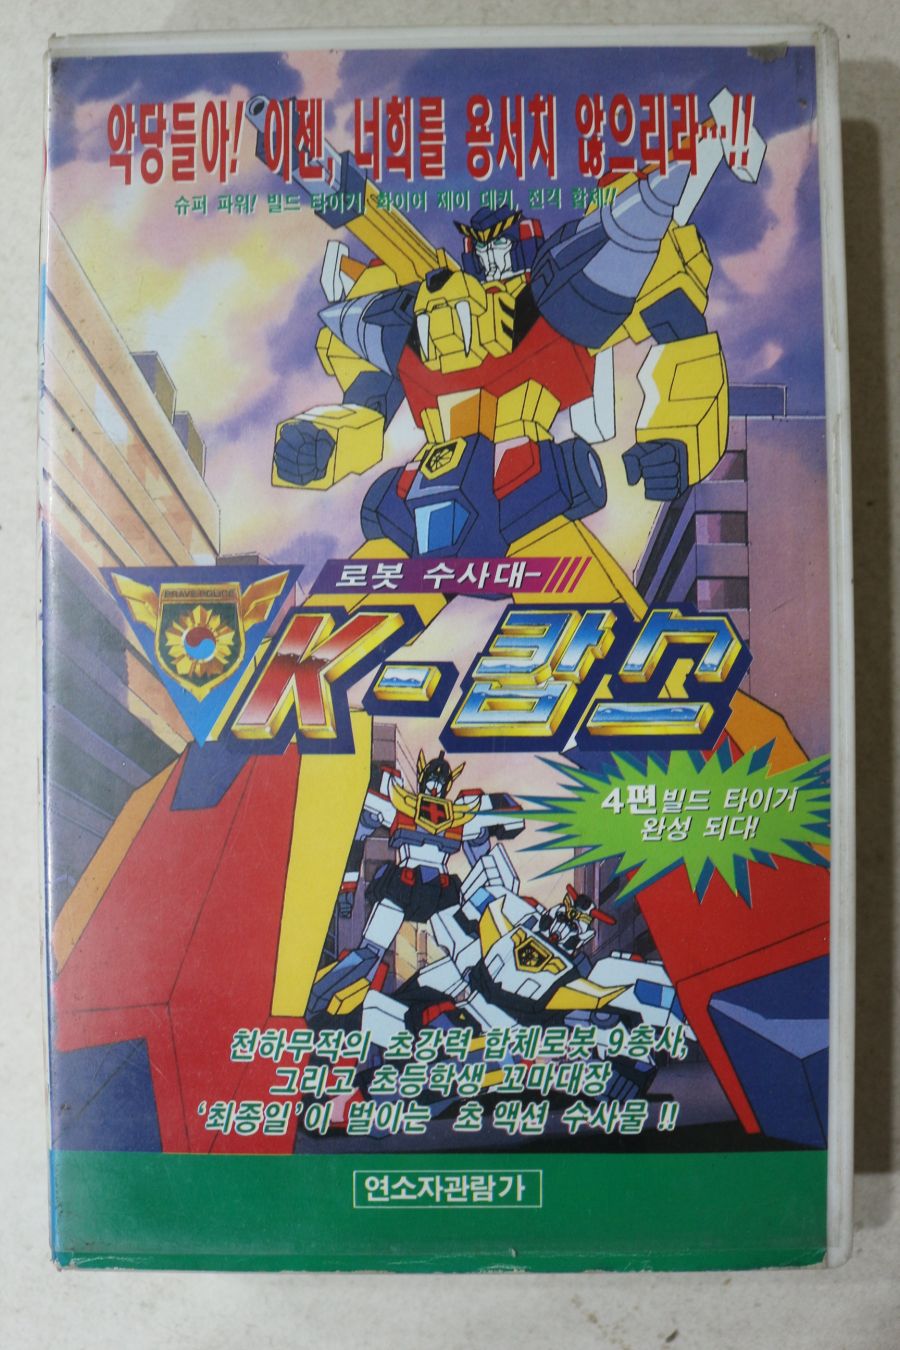 악당들아! 이젠, 너희를 용서치 않으리라…!!
슈퍼 파워! 빌드 타이거, 화이어 제이 데커, 전격 합체!!
로봇 수사대-
BRAVE POLICE
K-캅스
4편 빌드 타이거
완성 되다!
천하무적의 초강력 합체로봇 9총사,
그리고 초등학생 꼬마대장
'최종일'이 벌이는 초 액션 수사물 !!
연소자관람가